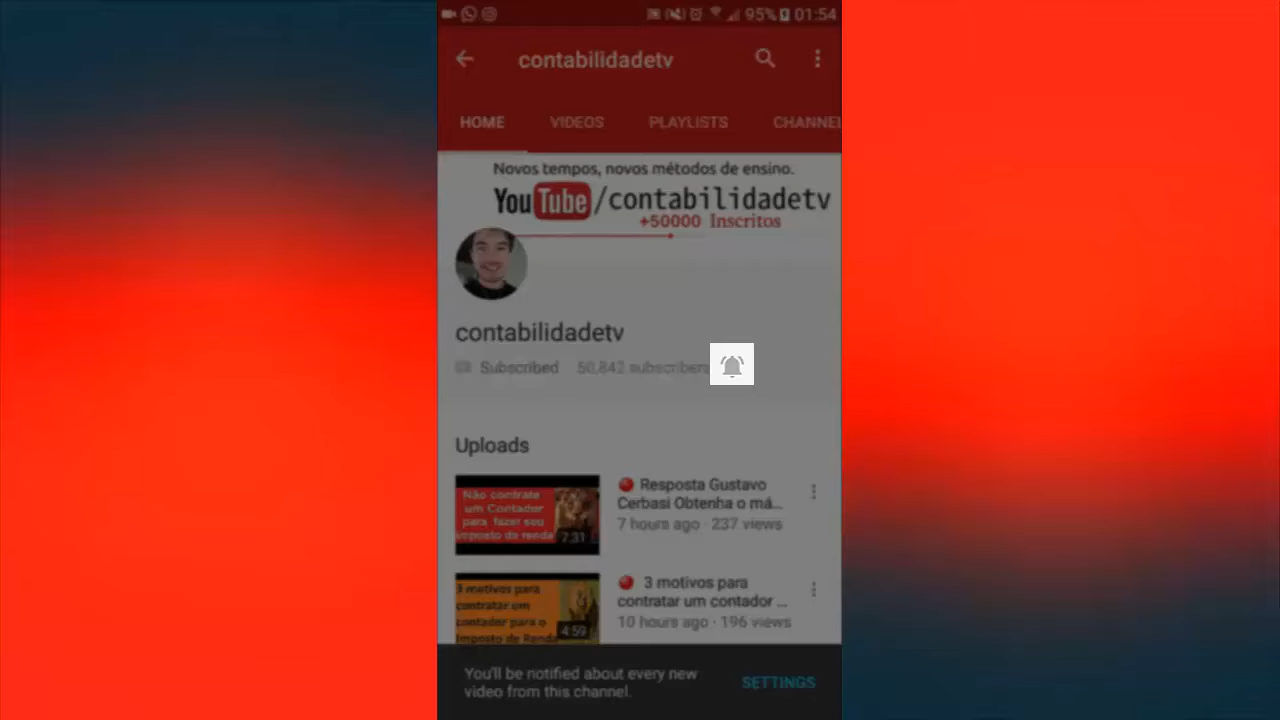 95% 01:54
contabilidadetv
HOME VIDEOS PLAYLISTS CHANNEL
Novos tempos, novos métodos de ensino.
YouTube/contabilidadetv
+50000 Inscritos
contabilidadetv
Subscribed 50,842 subscribers
Uploads
Não contrate
um Contador
para fazer seu
imposto de renda
7:31
Resposta Gustavo
Cerbasi Obtenha o má...
7 hours ago · 237 views
3 motivos para
contratar um
contador para o
Imposto de Renda
4:59
3 motivos para
contratar um contador ...
10 hours ago · 196 views
You'll be notified about every new
video from this channel.
SETTINGS